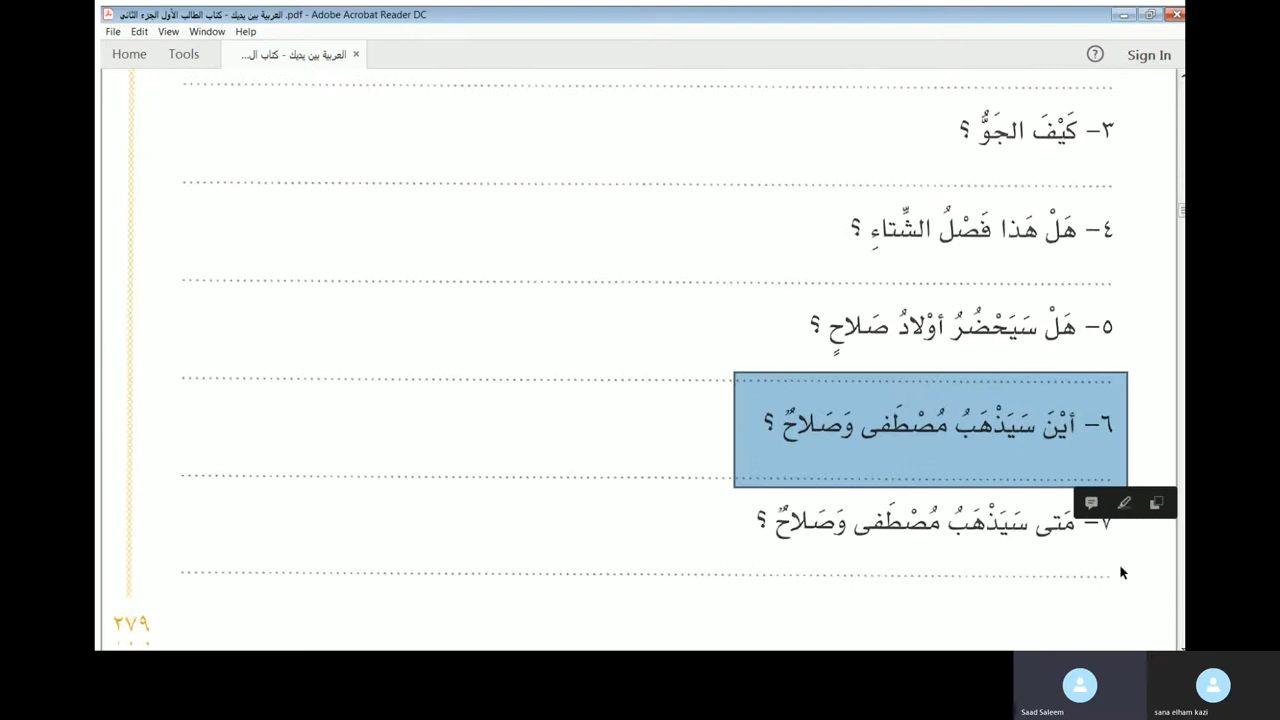 العربية بين يديك - كتاب الطالب الأول الجزء الثاني .pdf - Adobe Acrobat Reader DC
File Edit View Window Help
Home Tools العربية بين يديك - كتاب ال... × ? Sign In
٣- كَيْفَ الجَوُّ ؟
٤- هَلْ هَذا فَصْلُ الشِّتاءِ ؟
٥- هَلْ سَيَحْضُرُ أوْلادُ صَلاحٍ ؟
٦- أيْنَ سَيَذْهَبُ مُصْطَفى وَصَلاحٌ ؟
٧- مَتى سَيَذْهَبُ مُصْطَفى وَصَلاحٌ ؟
٢٧٩
Saad Saleem
sana elham kazi